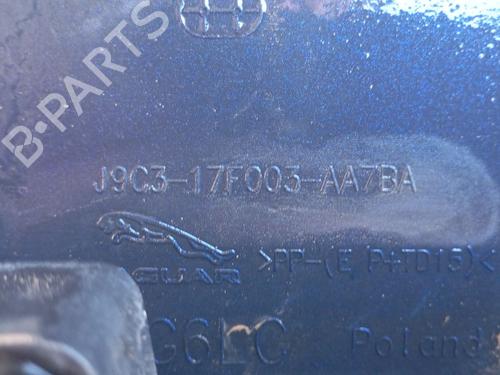 B-PARTS
J9C3-17F003-AA7BA
JAGUAR
>PP-(E P+TD15)<
Poland